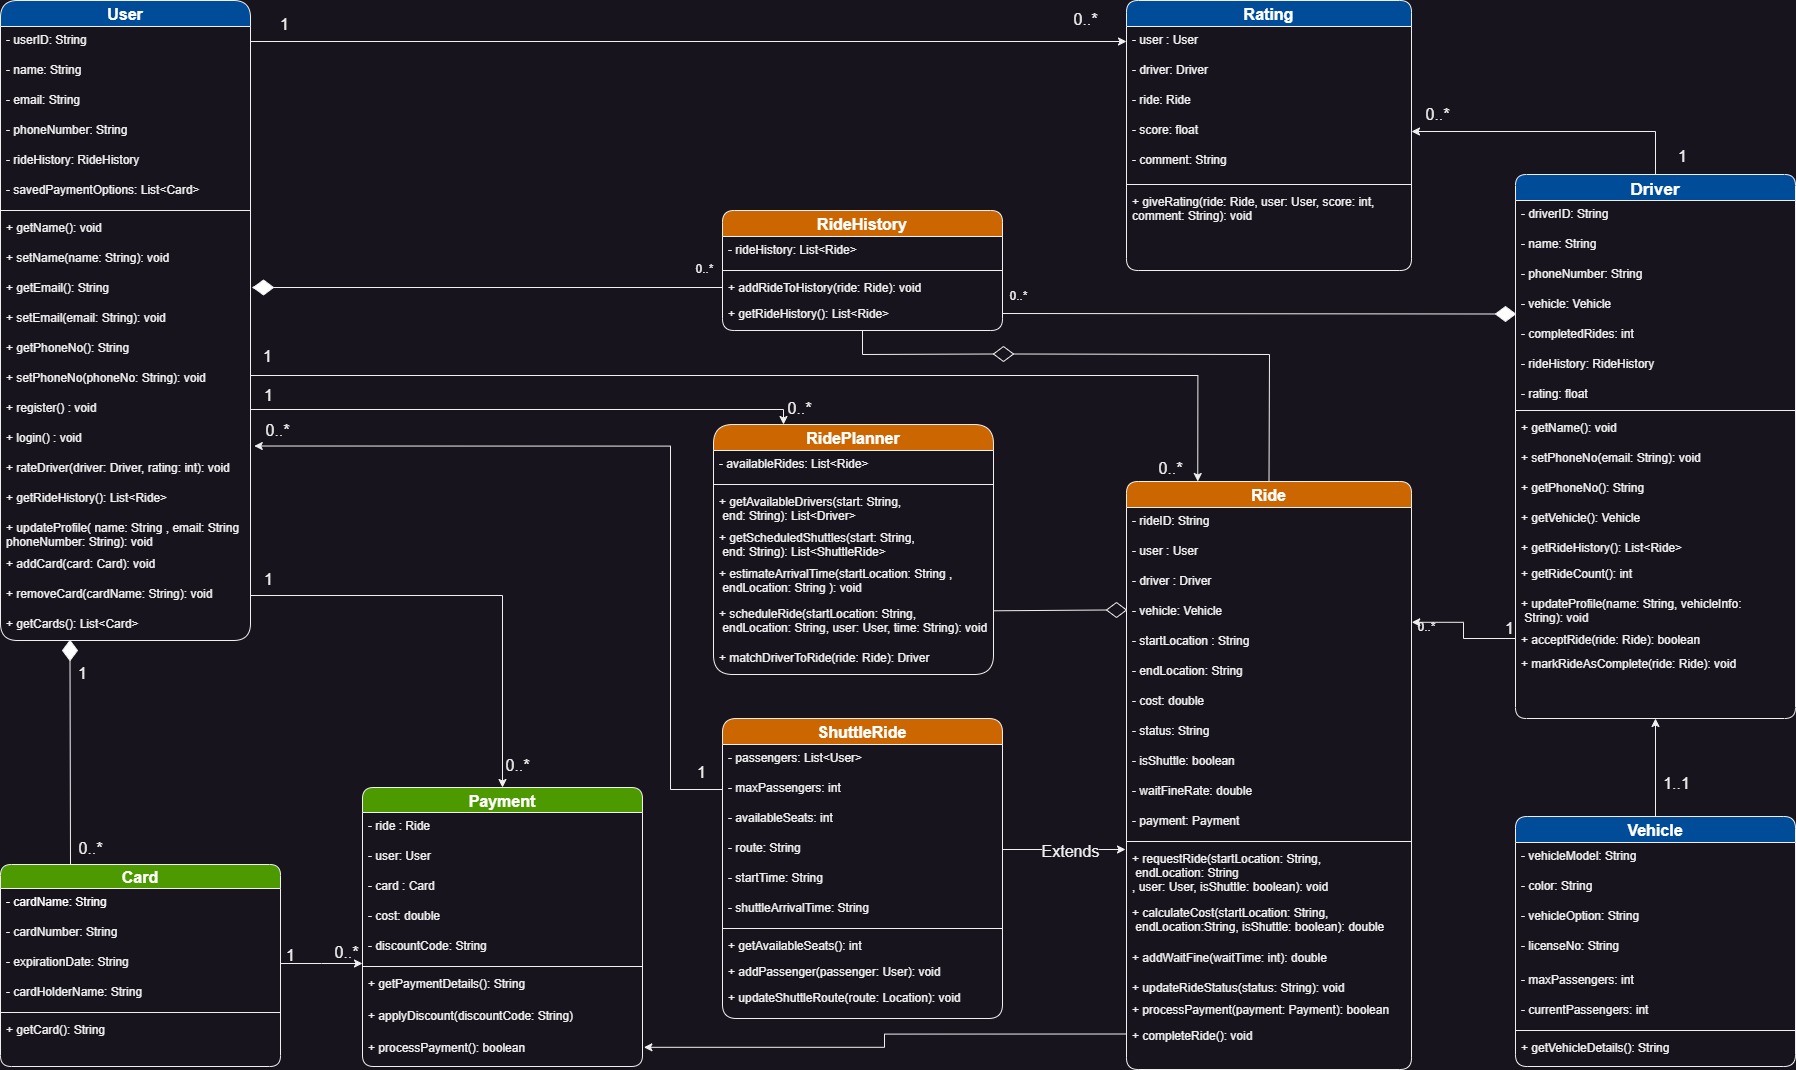 User
- userID: String
- name: String
- email: String
- phoneNumber: String
- rideHistory: RideHistory
- savedPaymentOptions: List<Card>
+ getName(): void
+ setName(name: String): void
+ getEmail(): String
+ setEmail(email: String): void
+ getPhoneNo(): String
+ setPhoneNo(phoneNo: String): void
+ register() : void
+ login() : void
+ rateDriver(driver: Driver, rating: int): void
+ getRideHistory(): List<Ride>
+ updateProfile( name: String , email: String
phoneNumber: String): void
+ addCard(card: Card): void
+ removeCard(cardName: String): void
+ getCards(): List<Card>
1
0..*
Rating
- user : User
- driver: Driver
- ride: Ride
- score: float
- comment: String
+ giveRating(ride: Ride, user: User, score: int,
comment: String): void
0..*
1
Driver
- driverID: String
- name: String
- phoneNumber: String
- vehicle: Vehicle
- completedRides: int
- rideHistory: RideHistory
- rating: float
+ getName(): void
+ setPhoneNo(email: String): void
+ getPhoneNo(): String
+ getVehicle(): Vehicle
+ getRideHistory(): List<Ride>
+ getRideCount(): int
+ updateProfile(name: String, vehicleInfo:
String): void
+ acceptRide(ride: Ride): boolean
+ markRideAsComplete(ride: Ride): void
RideHistory
- rideHistory: List<Ride>
+ addRideToHistory(ride: Ride): void
+ getRideHistory(): List<Ride>
0..*
0..*
1
1
0..*
0..*
RidePlanner
- availableRides: List<Ride>
+ getAvailableDrivers(start: String,
end: String): List<Driver>
+ getScheduledShuttles(start: String,
end: String): List<ShuttleRide>
+ estimateArrivalTime(startLocation: String ,
endLocation: String ): void
+ scheduleRide(startLocation: String,
endLocation: String, user: User, time: String): void
+ matchDriverToRide(ride: Ride): Driver
0..*
Ride
- rideID: String
- user : User
- driver : Driver
- vehicle: Vehicle
- startLocation : String
- endLocation: String
- cost: double
- status: String
- isShuttle: boolean
- waitFineRate: double
- payment: Payment
+ requestRide(startLocation: String,
endLocation: String
, user: User, isShuttle: boolean): void
+ calculateCost(startLocation: String,
endLocation:String, isShuttle: boolean): double
+ addWaitFine(waitTime: int): double
+ updateRideStatus(status: String): void
+ processPayment(payment: Payment): boolean
+ completeRide(): void
0..*
1
1
0..*
1
ShuttleRide
- passengers: List<User>
- maxPassengers: int
- availableSeats: int
- route: String
- startTime: String
- shuttleArrivalTime: String
+ getAvailableSeats(): int
+ addPassenger(passenger: User): void
+ updateShuttleRoute(route: Location): void
Extends
1..1
Vehicle
- vehicleModel: String
- color: String
- vehicleOption: String
- licenseNo: String
- maxPassengers: int
- currentPassengers: int
+ getVehicleDetails(): String
Payment
- ride : Ride
- user: User
- card : Card
- cost: double
- discountCode: String
+ getPaymentDetails(): String
+ applyDiscount(discountCode: String)
+ processPayment(): boolean
1
0..*
Card
- cardName: String
- cardNumber: String
- expirationDate: String
- cardHolderName: String
+ getCard(): String
1
0..*